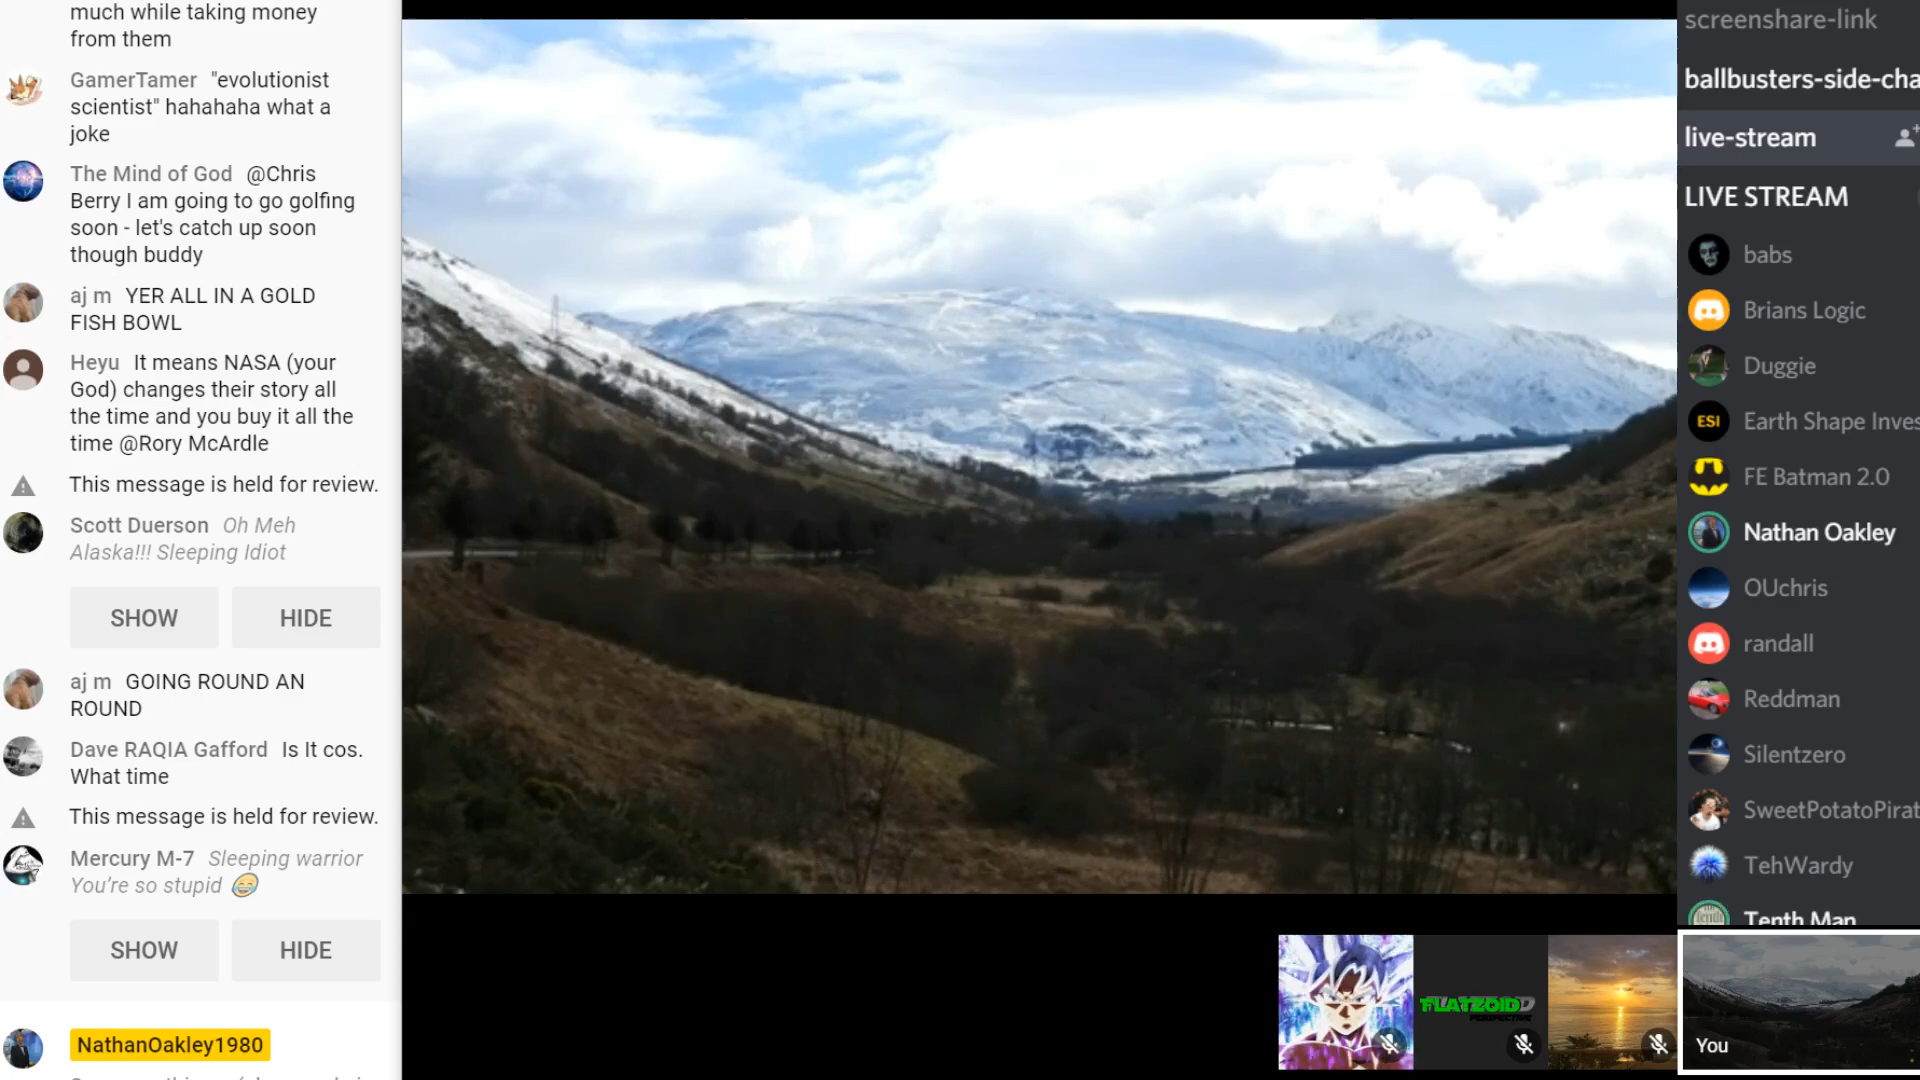 much while taking money
from them
GamerTamer "evolutionist
scientist" hahahaha what a
joke
The Mind of God @Chris
Berry I am going to go golfing
soon - let's catch up soon
though buddy
aj m YER ALL IN A GOLD
FISH BOWL
Heyu It means NASA (your
God) changes their story all
the time and you buy it all the
time @Rory McArdle
This message is held for review.
Scott Duerson Oh Meh
Alaska!!! Sleeping Idiot
SHOW HIDE
aj m GOING ROUND AN
ROUND
Dave RAQIA Gafford Is It cos.
What time
This message is held for review.
Mercury M-7 Sleeping warrior
You're so stupid 😂
SHOW HIDE
NathanOakley1980
FLATZOID
PERSPECTIVE
You
screenshare-link
ballbusters-side-cha
live-stream
LIVE STREAM
babs
Brians Logic
Duggie
ESI Earth Shape Inves
FE Batman 2.0
Nathan Oakley
OUchris
randall
Reddman
Silentzero
SweetPotatoPirat
TehWardy
Tenth Man